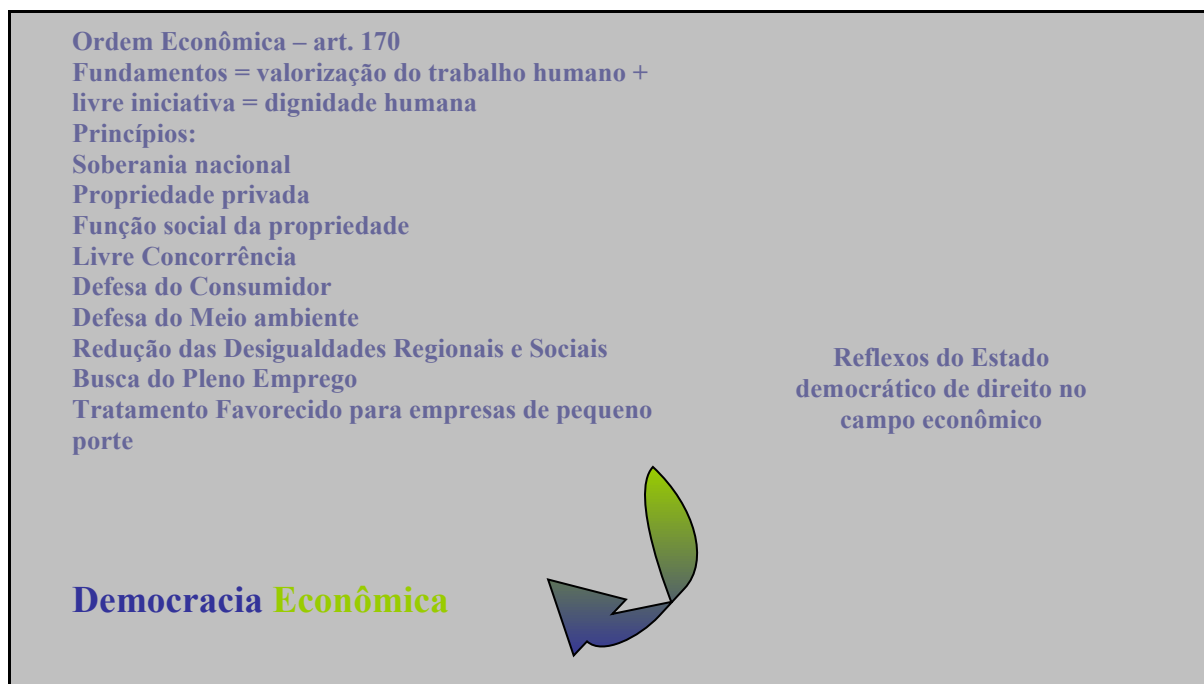 Ordem Econômica – art. 170
Fundamentos = valorização do trabalho humano +
livre iniciativa = dignidade humana
Princípios:
Soberania nacional
Propriedade privada
Função social da propriedade
Livre Concorrência
Defesa do Consumidor
Defesa do Meio ambiente
Redução das Desigualdades Regionais e Sociais
Busca do Pleno Emprego
Tratamento Favorecido para empresas de pequeno
porte
Reflexos do Estado
democrático de direito no
campo econômico
Democracia Econômica